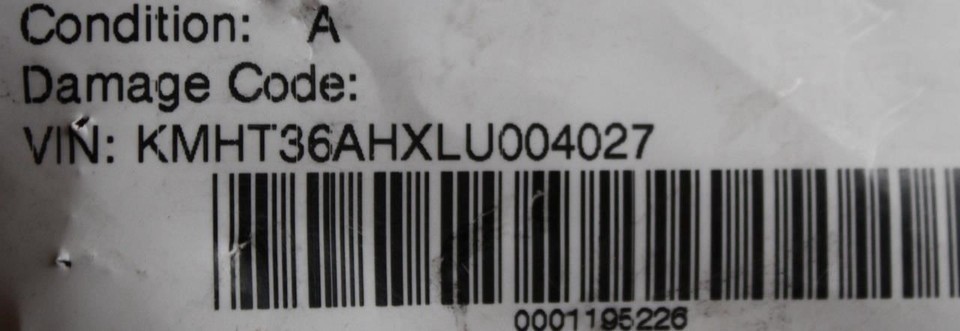 Condition: A
Damage Code:
VIN: KMHT36AHXLU004027
0001195226